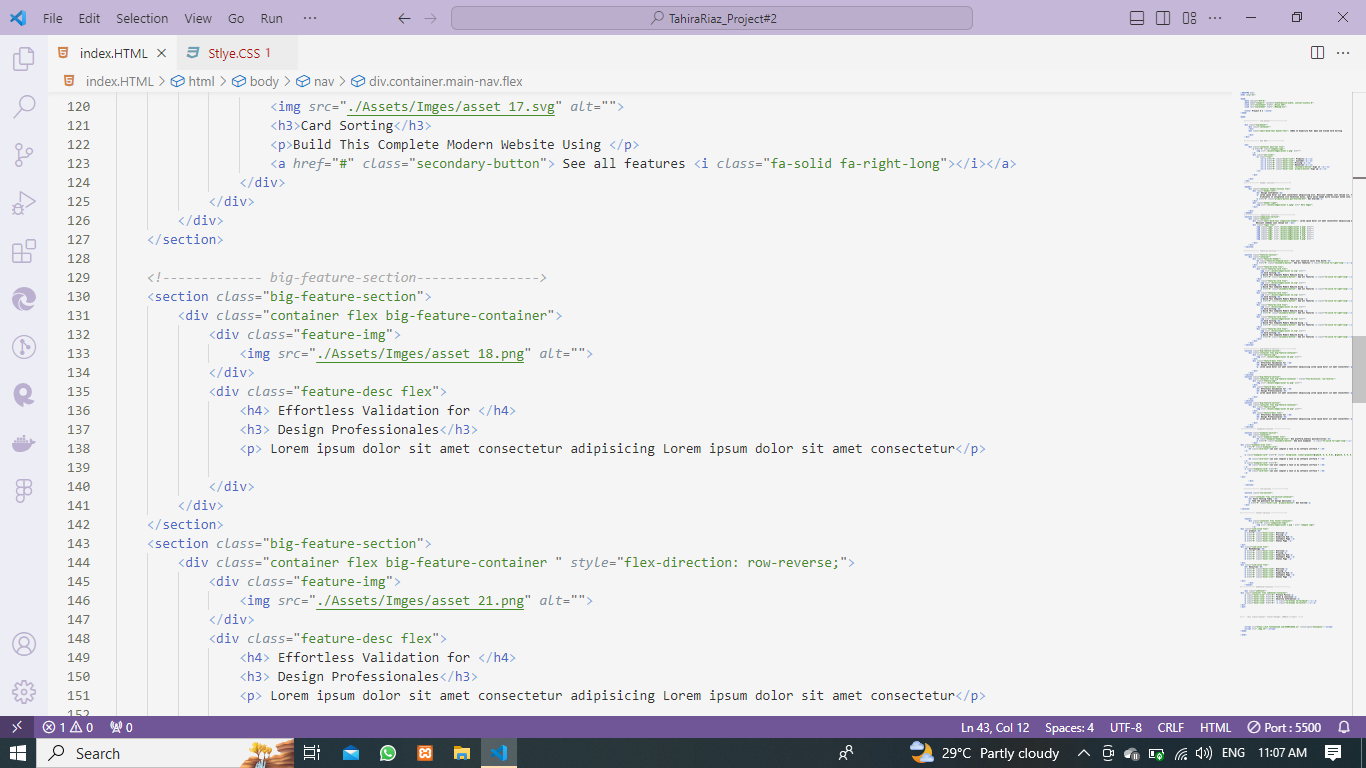 File Edit Selection View Go Run ··· TahiraRiaz_Project#2
index.HTML Stlye.CSS 1
index.HTML > html > body > nav > div.container.main-nav.flex
120 <img src="./Assets/Imges/asset 17.svg" alt="">
121 <h3>Card Sorting</h3>
122 <p>Build This Complete Modern Website Using </p>
123 <a href="#" class="secondary-button"> See all features <i class="fa-solid fa-right-long"></i></a>
124 </div>
125 </div>
126 </div>
127 </section>
128
129 <!------------- big-feature-section---------------->
130 <section class="big-feature-section">
131 <div class="container flex big-feature-container">
132 <div class="feature-img">
133 <img src="./Assets/Imges/asset 18.png" alt="">
134 </div>
135 <div class="feature-desc flex">
136 <h4> Effortless Validation for </h4>
137 <h3> Design Professionales</h3>
138 <p> Lorem ipsum dolor sit amet consectetur adipisicing Lorem ipsum dolor sit amet consectetur</p>
139
140 </div>
141 </div>
142 </section>
143 <section class="big-feature-section">
144 <div class="container flex big-feature-container " style="flex-direction: row-reverse;">
145 <div class="feature-img">
146 <img src="./Assets/Imges/asset 21.png" alt="">
147 </div>
148 <div class="feature-desc flex">
149 <h4> Effortless Validation for </h4>
150 <h3> Design Professionales</h3>
151 <p> Lorem ipsum dolor sit amet consectetur adipisicing Lorem ipsum dolor sit amet consectetur</p>
152
1 0 0 Ln 43, Col 12 Spaces: 4 UTF-8 CRLF HTML Port : 5500
Search 29°C Partly cloudy ENG 11:07 AM